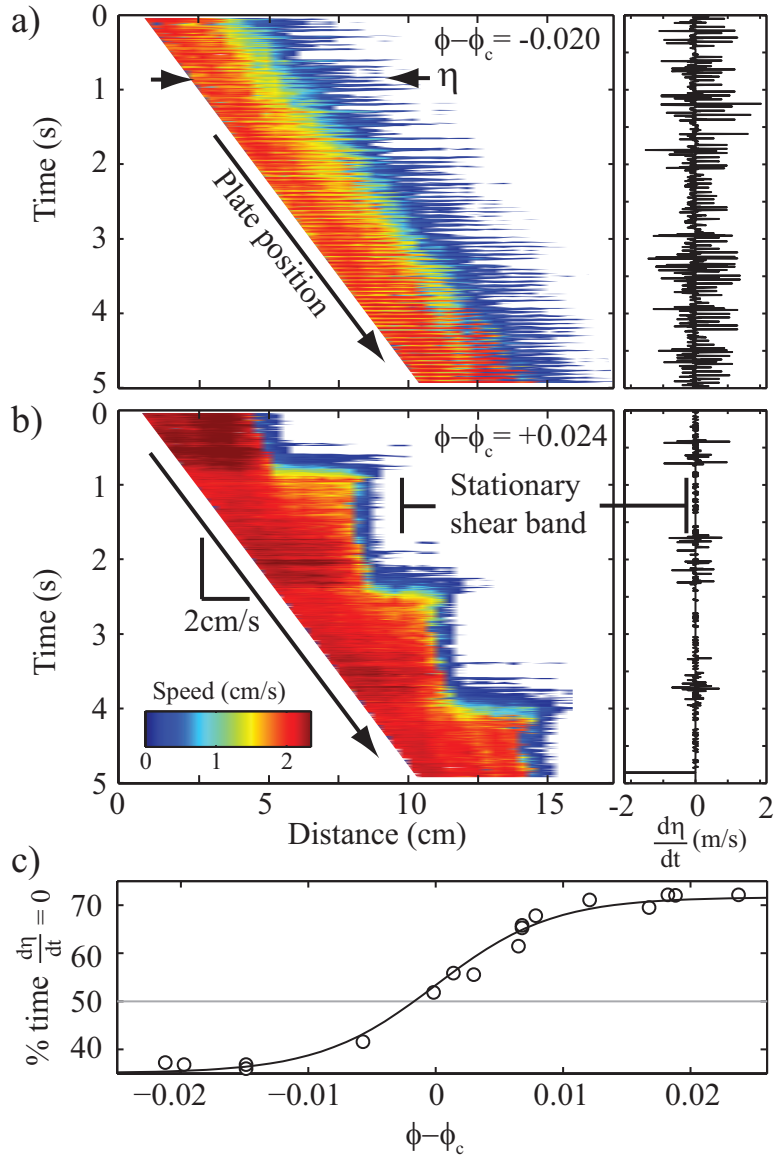 a)
0
1
2
3
4
5
Time (s)
ϕ−ϕc = -0.020
η
Plate position
b)
0
1
2
3
4
5
Time (s)
ϕ−ϕc = +0.024
Stationary
shear band
2cm/s
Speed (cm/s)
0 1 2
0 5 10 15
Distance (cm)
-2 0 2
dη/dt (m/s)
c)
70
60
50
40
% time dη/dt = 0
−0.02 −0.01 0 0.01 0.02
ϕ−ϕc